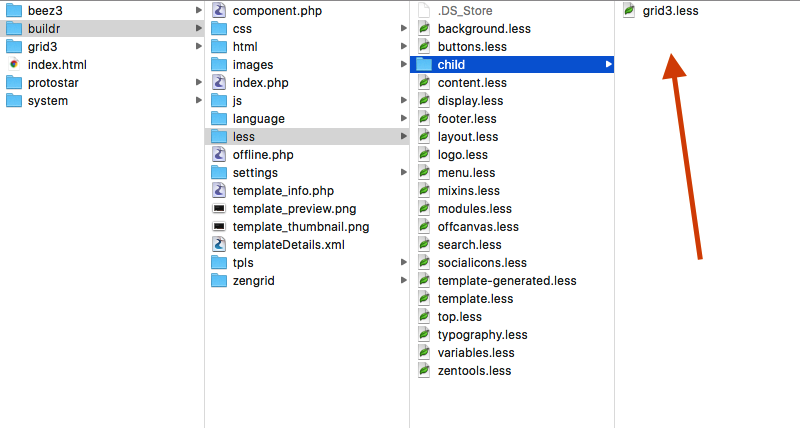 beez3
buildr
grid3
index.html
protostar
system
component.php
css
html
images
index.php
js
language
less
offline.php
settings
template_info.php
template_preview.png
template_thumbnail.png
templateDetails.xml
tpls
zengrid
.DS_Store
background.less
buttons.less
child
content.less
display.less
footer.less
layout.less
logo.less
menu.less
mixins.less
modules.less
offcanvas.less
search.less
socialicons.less
template-generated.less
template.less
top.less
typography.less
variables.less
zentools.less
grid3.less